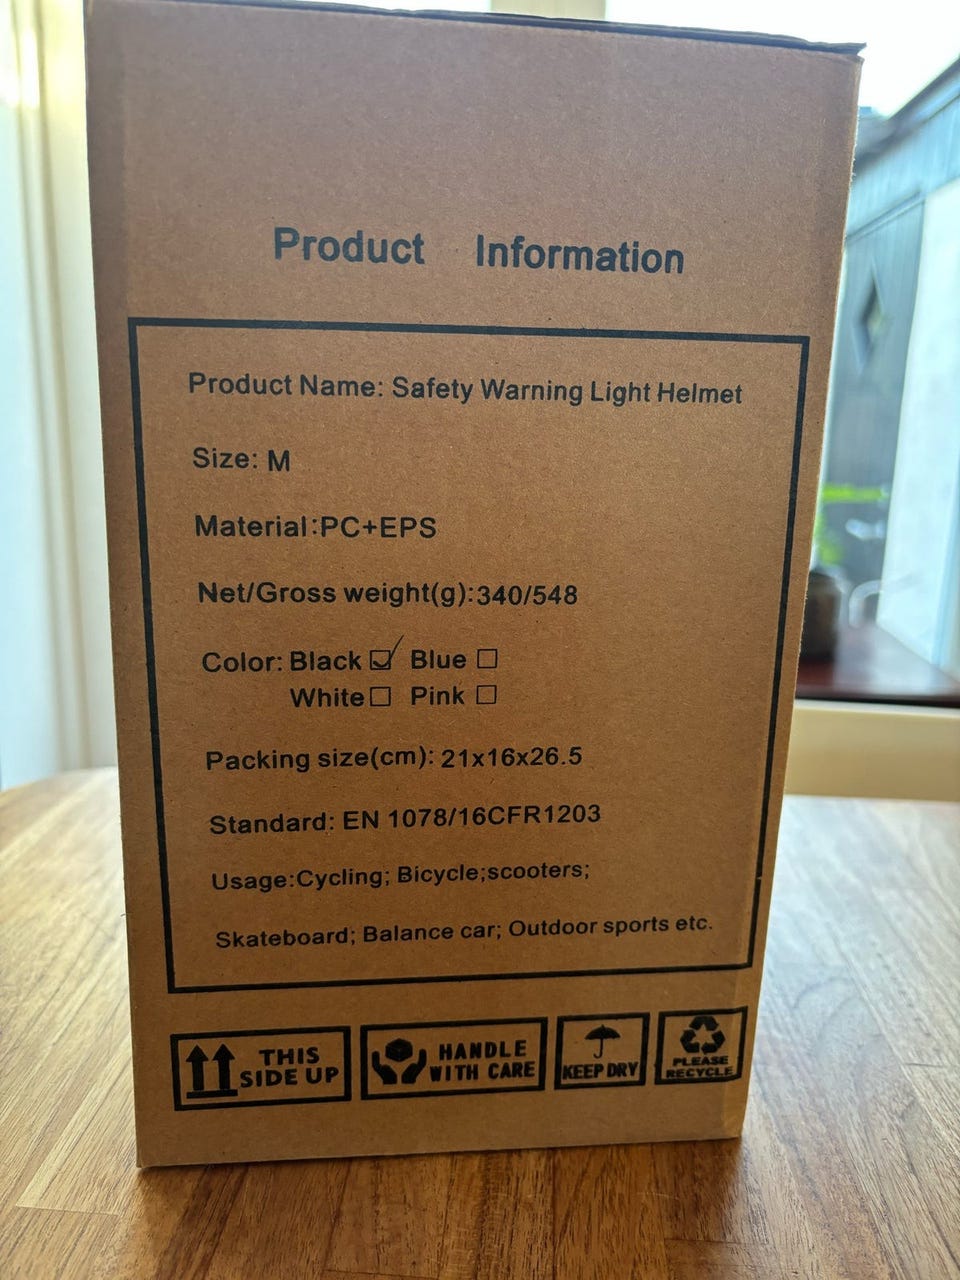 Product Information
Product Name: Safety Warning Light Helmet
Size: M
Material:PC+EPS
Net/Gross weight(g):340/548
Color: Black ☑ Blue ☐
White ☐ Pink ☐
Packing size(cm): 21x16x26.5
Standard: EN 1078/16CFR1203
Usage:Cycling; Bicycle;scooters;
Skateboard; Balance car; Outdoor sports etc.
THIS
SIDE UP
HANDLE
WITH CARE
KEEP DRY
PLEASE
RECYCLE